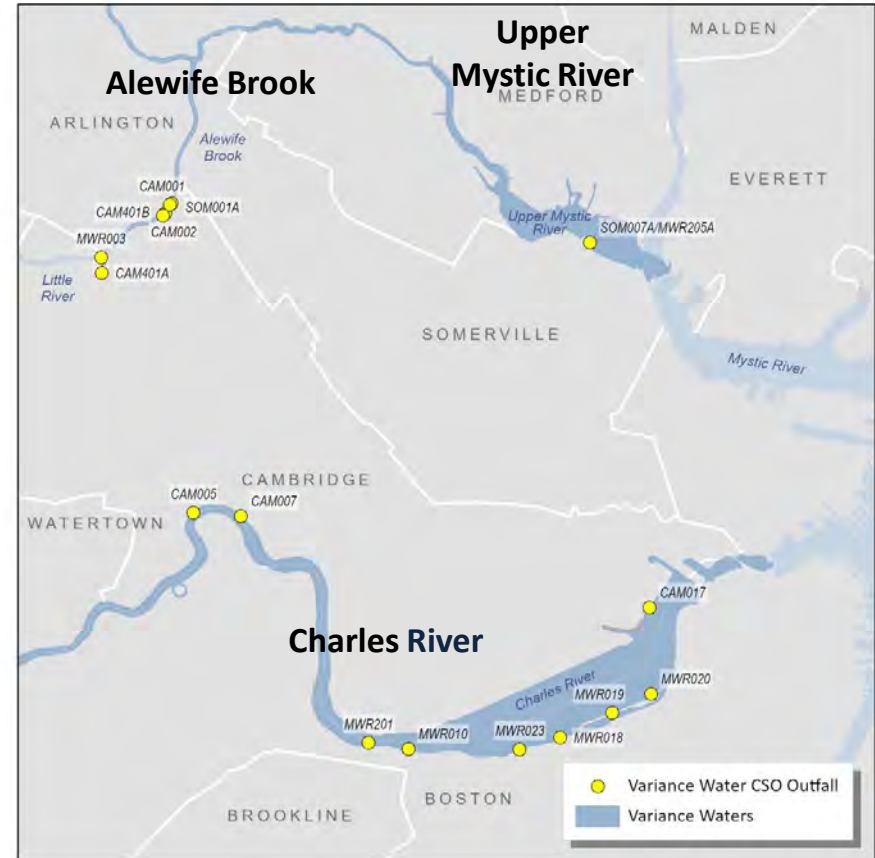 Upper
Mystic River
MALDEN
Alewife Brook
MEDFORD
ARLINGTON
Alewife
Brook
EVERETT
CAM001
SOM001A
CAM401B
CAM002
Upper Mystic
River
SOM007A/MWR205A
MWR003
CAM401A
Little
River
SOMERVILLE
Mystic River
CAMBRIDGE
CAM005
CAM007
WATERTOWN
CAM017
Charles River
Charles River
MWR020
MWR019
MWR201
MWR010
MWR023
MWR018
BOSTON
BROOKLINE
Variance Water CSO Outfall
Variance Waters